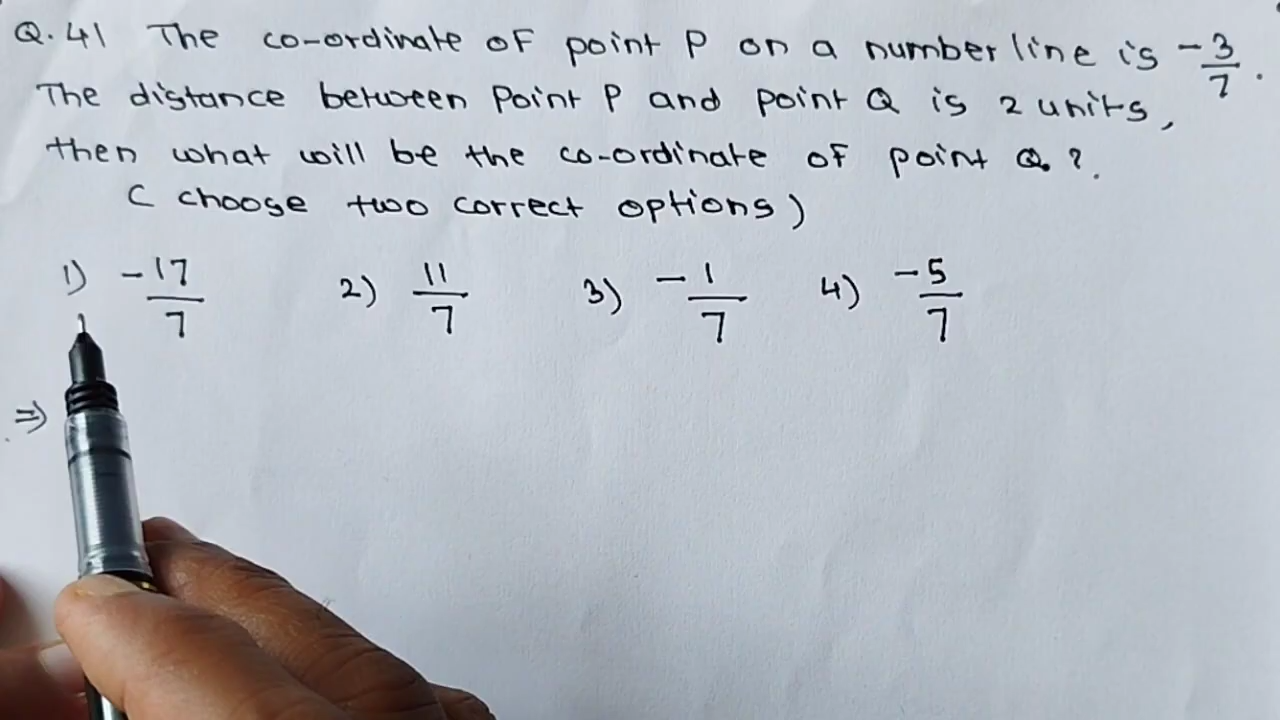 Q.41 The co-ordinate of point P on a number line is -3/7.
The distance between Point P and point Q is 2 units,
then what will be the co-ordinate of point Q?.
( choose two correct options)
1) -17/7 2) 11/7 3) -1/7 4) -5/7
⇒)